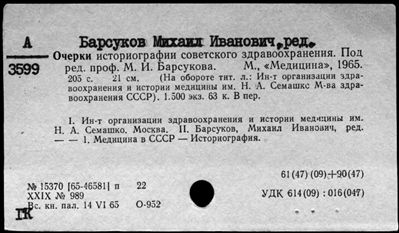 А
Барсуков Михаил Иванович, ред.
3599
Очерки историографии советского здравоохранения. Под
ред. проф. М. И. Барсукова. М., «Медицина», 1965.
205 с. 21 см. (На обороте тит. л.: Ин-т организации здра-
воохранения и истории медицины им. Н. А. Семашко М-ва здра-
воохранения СССР). 1.500 экз. 63 к. В пер.
I. Ин-т организации здравоохранения и истории медицины им.
Н. А. Семашко. Москва. II. Барсуков, Михаил Иванович, ред.
— — 1. Медицина в СССР — Историография.
61(47)(09)+90(47)
№ 15370 [65-46581] п 22
XXIX № 989
УДК 614(09) : 016(047)
Вс. кн. пал. 14 VI 65 О-952